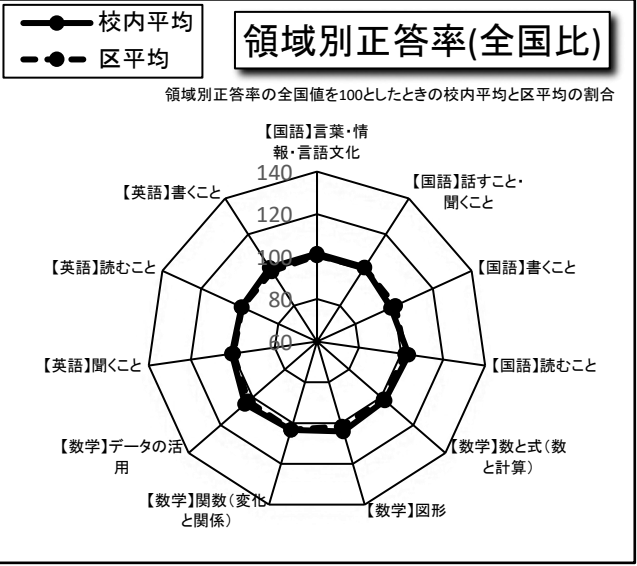 校内平均
区平均
領域別正答率(全国比)
領域別正答率の全国値を100としたときの校内平均と区平均の割合
【国語】言葉・情
報・言語文化
【国語】話すこと・
聞くこと
【国語】書くこと
【国語】読むこと
【数学】数と式(数
と計算)
【数学】図形
【数学】関数(変化
と関係)
【数学】データの活
用
【英語】聞くこと
【英語】読むこと
【英語】書くこと
140
120
100
80
60